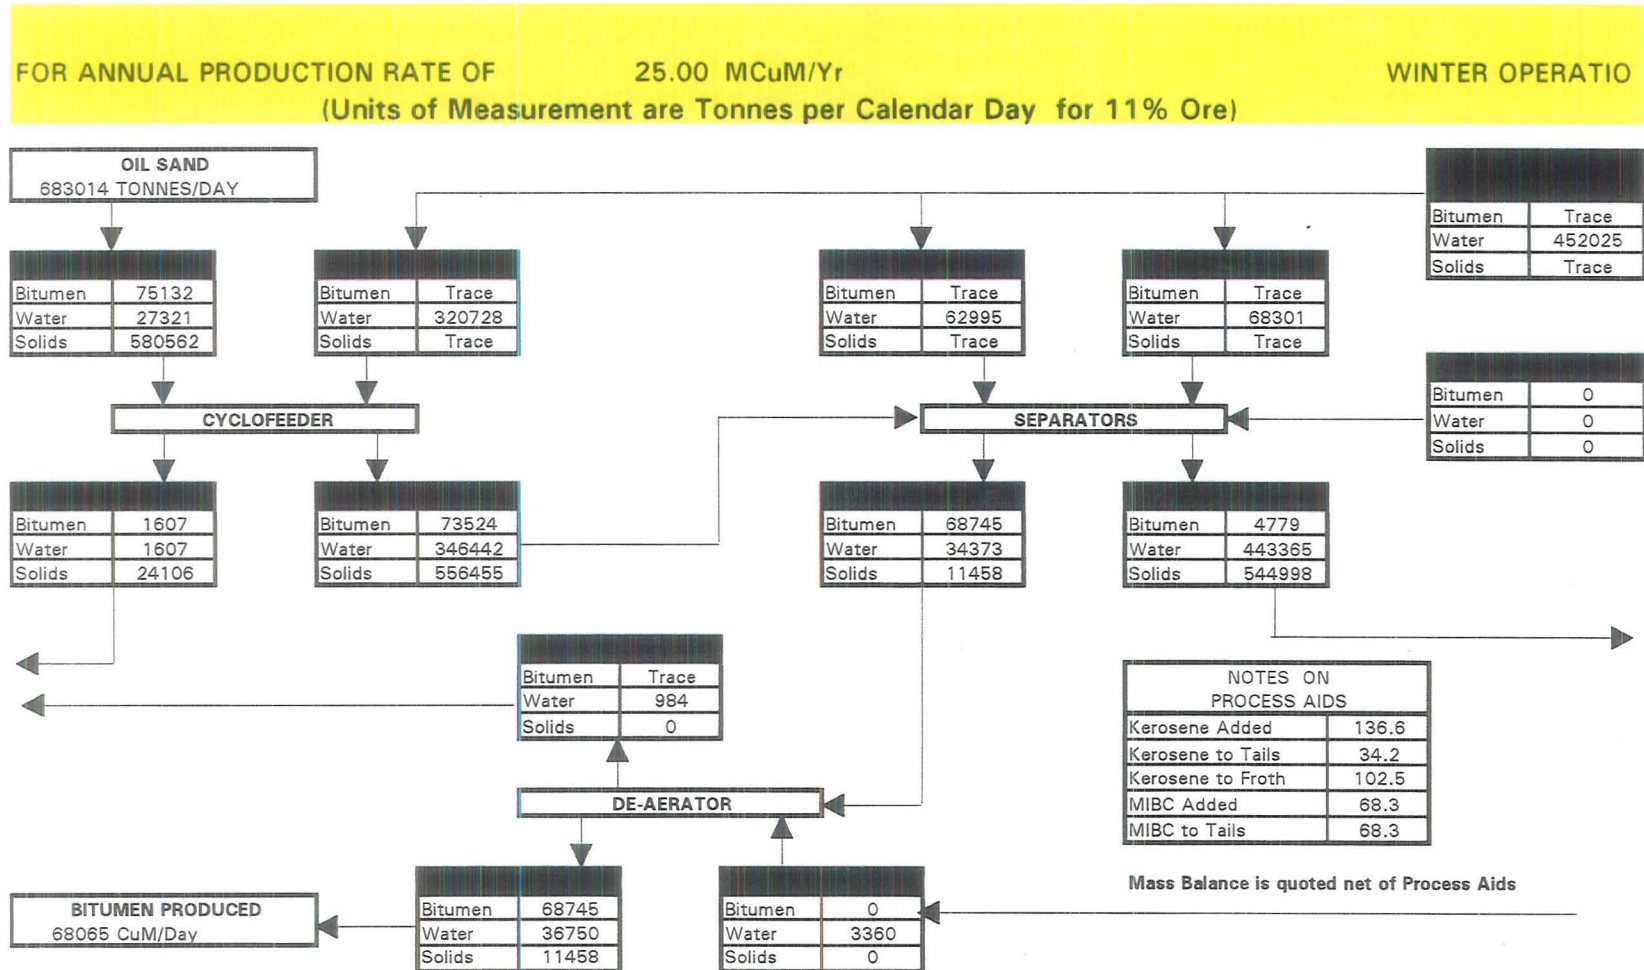 FOR ANNUAL PRODUCTION RATE OF 25.00 MCuM/Yr WINTER OPERATIO
(Units of Measurement are Tonnes per Calendar Day for 11% Ore)
OIL SAND
683014 TONNES/DAY
Bitumen Trace
Water 452025
Solids Trace
Bitumen 75132
Water 27321
Solids 580562
Bitumen Trace
Water 320728
Solids Trace
Bitumen Trace
Water 62995
Solids Trace
Bitumen Trace
Water 68301
Solids Trace
Bitumen 0
Water 0
Solids 0
CYCLOFEEDER
SEPARATORS
Bitumen 1607
Water 1607
Solids 24106
Bitumen 73524
Water 346442
Solids 556455
Bitumen 68745
Water 34373
Solids 11458
Bitumen 4779
Water 443365
Solids 544998
Bitumen Trace
Water 984
Solids 0
NOTES ON
PROCESS AIDS
Kerosene Added 136.6
Kerosene to Tails 34.2
Kerosene to Froth 102.5
MIBC Added 68.3
MIBC to Tails 68.3
DE-AERATOR
Mass Balance is quoted net of Process Aids
BITUMEN PRODUCED
68065 CuM/Day
Bitumen 68745
Water 36750
Solids 11458
Bitumen 0
Water 3360
Solids 0